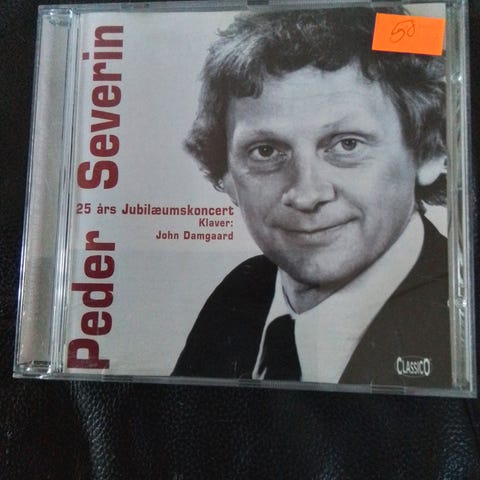 Peder Severin
25 års Jubilæumskoncert
Klaver:
John Damgaard
50
CLASSICO